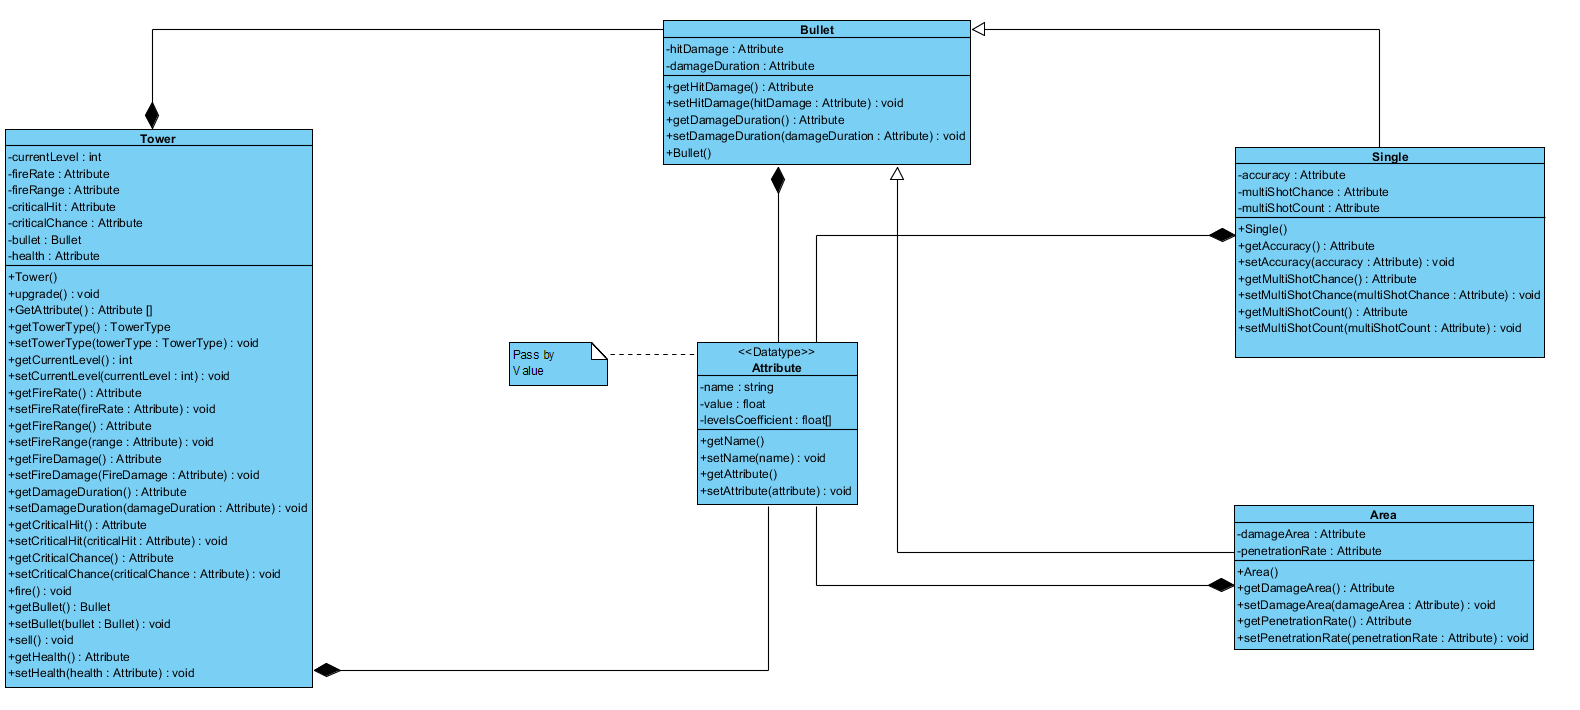 Bullet
-hitDamage : Attribute
-damageDuration : Attribute
+getHitDamage() : Attribute
+setHitDamage(hitDamage : Attribute) : void
+getDamageDuration() : Attribute
+setDamageDuration(damageDuration : Attribute) : void
+Bullet()
Tower
-currentLevel : int
-fireRate : Attribute
-fireRange : Attribute
-criticalHit : Attribute
-criticalChance : Attribute
-bullet : Bullet
-health : Attribute
+Tower()
+upgrade() : void
+GetAttribute() : Attribute []
+getTowerType() : TowerType
+setTowerType(towerType : TowerType) : void
+getCurrentLevel() : int
+setCurrentLevel(currentLevel : int) : void
+getFireRate() : Attribute
+setFireRate(fireRate : Attribute) : void
+getFireRange() : Attribute
+setFireRange(range : Attribute) : void
+getFireDamage() : Attribute
+setFireDamage(FireDamage : Attribute) : void
+getDamageDuration() : Attribute
+setDamageDuration(damageDuration : Attribute) : void
+getCriticalHit() : Attribute
+setCriticalHit(criticalHit : Attribute) : void
+getCriticalChance() : Attribute
+setCriticalChance(criticalChance : Attribute) : void
+fire() : void
+getBullet() : Bullet
+setBullet(bullet : Bullet) : void
+sell() : void
+getHealth() : Attribute
+setHealth(health : Attribute) : void
Single
-accuracy : Attribute
-multiShotChance : Attribute
-multiShotCount : Attribute
+Single()
+getAccuracy() : Attribute
+setAccuracy(accuracy : Attribute) : void
+getMultiShotChance() : Attribute
+setMultiShotChance(multiShotChance : Attribute) : void
+getMultiShotCount() : Attribute
+setMultiShotCount(multiShotCount : Attribute) : void
Pass by
Value
<<Datatype>>
Attribute
-name : string
-value : float
-levelsCoefficient : float[]
+getName()
+setName(name) : void
+getAttribute()
+setAttribute(attribute) : void
Area
-damageArea : Attribute
-penetrationRate : Attribute
+Area()
+getDamageArea() : Attribute
+setDamageArea(damageArea : Attribute) : void
+getPenetrationRate() : Attribute
+setPenetrationRate(penetrationRate : Attribute) : void